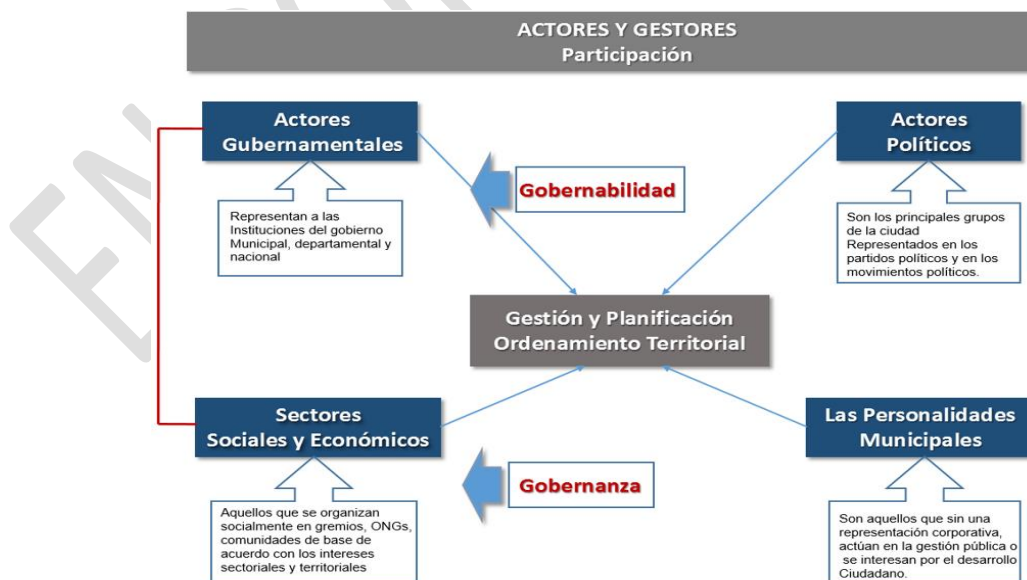 ACTORES Y GESTORES
Participación
Actores
Gubernamentales
Representan a las
Instituciones del gobierno
Municipal, departamental y
nacional
Gobernabilidad
Actores
Políticos
Son los principales grupos
de la ciudad
Representados en los
partidos políticos y en los
movimientos políticos.
Gestión y Planificación
Ordenamiento Territorial
Sectores
Sociales y Económicos
Aquellos que se organizan
socialmente en gremios, ONGs,
comunidades de base de
acuerdo con los intereses
sectoriales y territoriales
Gobernanza
Las Personalidades
Municipales
Son aquellos que sin una
representación corporativa,
actúan en la gestión pública o
se interesan por el desarrollo
Ciudadano.